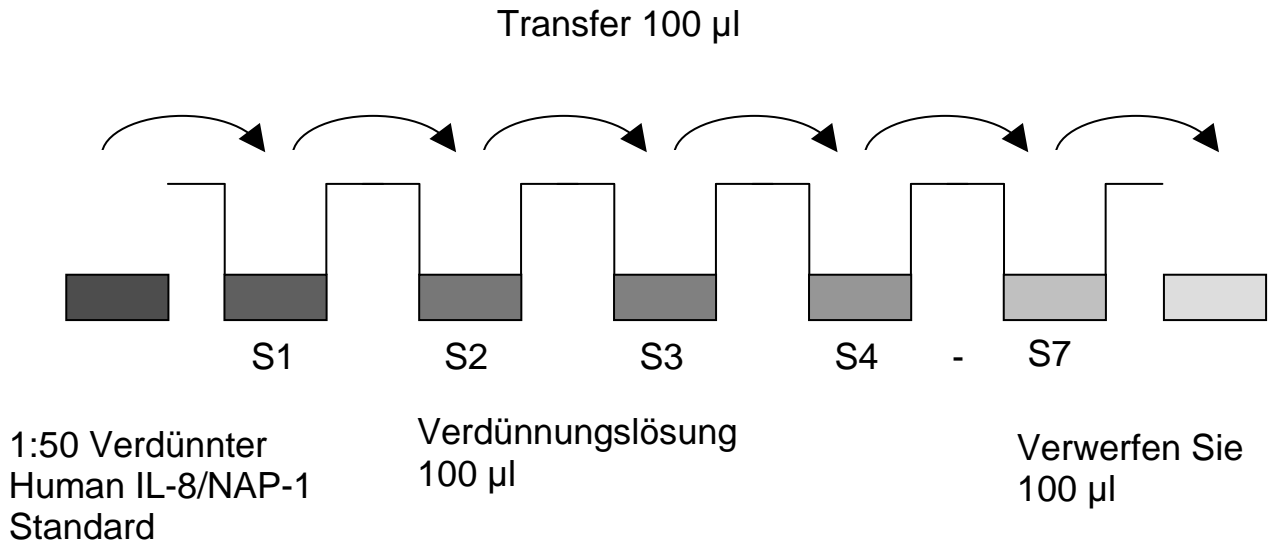 Transfer 100 µl
S1 S2 S3 S4 - S7
1:50 Verdünnter
Human IL-8/NAP-1
Standard
Verdünnungslösung
100 µl
Verwerfen Sie
100 µl